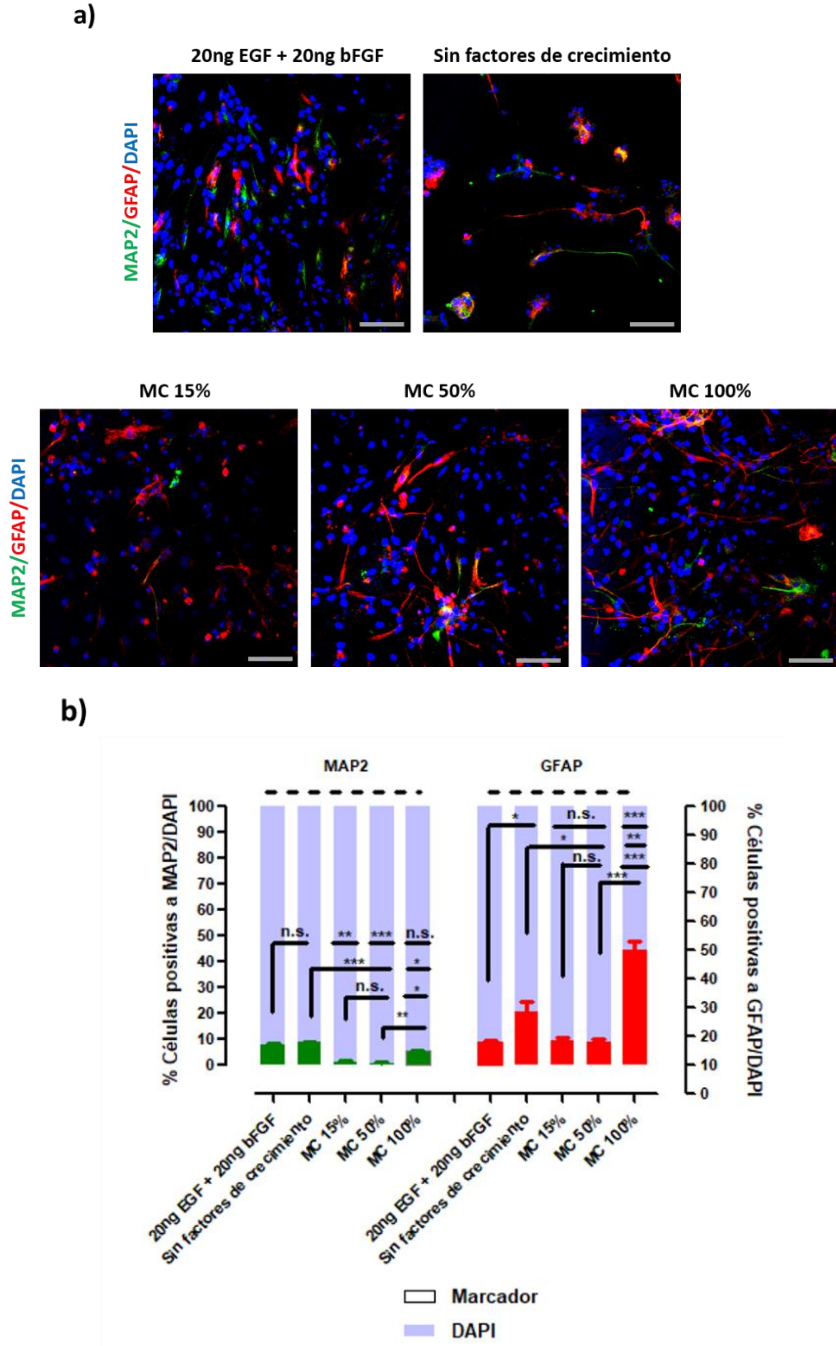 a)
20ng EGF + 20ng bFGF
Sin factores de crecimiento
MAP2/GFAP/DAPI
MC 15%
MC 50%
MC 100%
MAP2/GFAP/DAPI
b)
MAP2
GFAP
% Células positivas a MAP2/DAPI
100
90
80
70
60
50
40
30
20
10
0
n.s.
**
***
n.s.
***
*
n.s.
*
**
*
n.s.
***
*
**
n.s.
***
***
100
90
80
70
60
50
40
30
20
10
0
% Células positivas a GFAP/DAPI
20ng EGF + 20ng bFGF
Sin factores de crecimiento
MC 15%
MC 50%
MC 100%
20ng EGF + 20ng bFGF
Sin factores de crecimiento
MC 15%
MC 50%
MC 100%
Marcador
DAPI